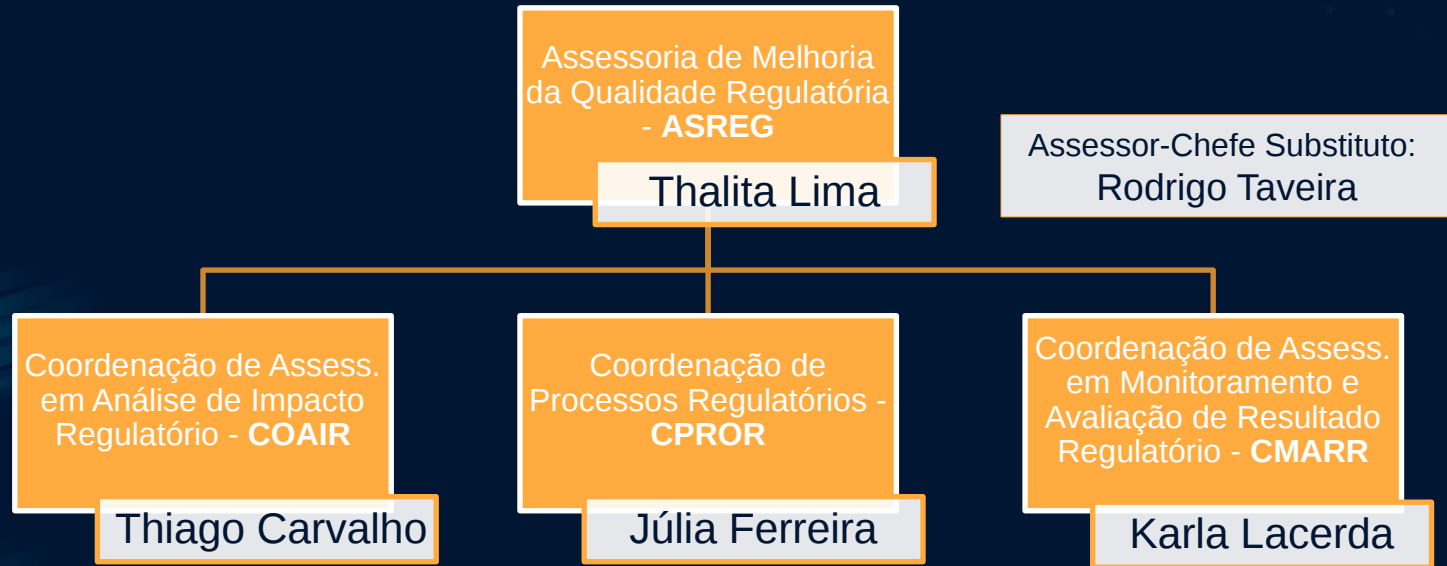 Assessoria de Melhoria
da Qualidade Regulatória
- ASREG
Thalita Lima
Assessor-Chefe Substituto:
Rodrigo Taveira
Coordenação de Assess.
em Análise de Impacto
Regulatório - COAIR
Thiago Carvalho
Coordenação de
Processos Regulatórios -
CPROR
Júlia Ferreira
Coordenação de Assess.
em Monitoramento e
Avaliação de Resultado
Regulatório - CMARR
Karla Lacerda